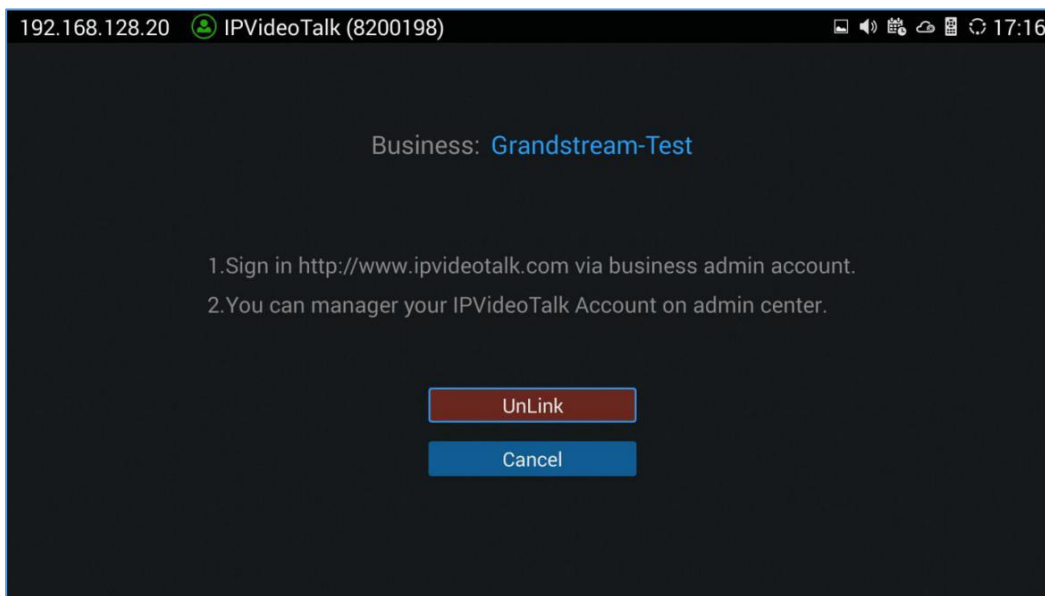 192.168.128.20 IPVideoTalk (8200198) 17:16
Business: Grandstream-Test
1.Sign in http://www.ipvideotalk.com via business admin account.
2.You can manager your IPVideoTalk Account on admin center.
UnLink
Cancel